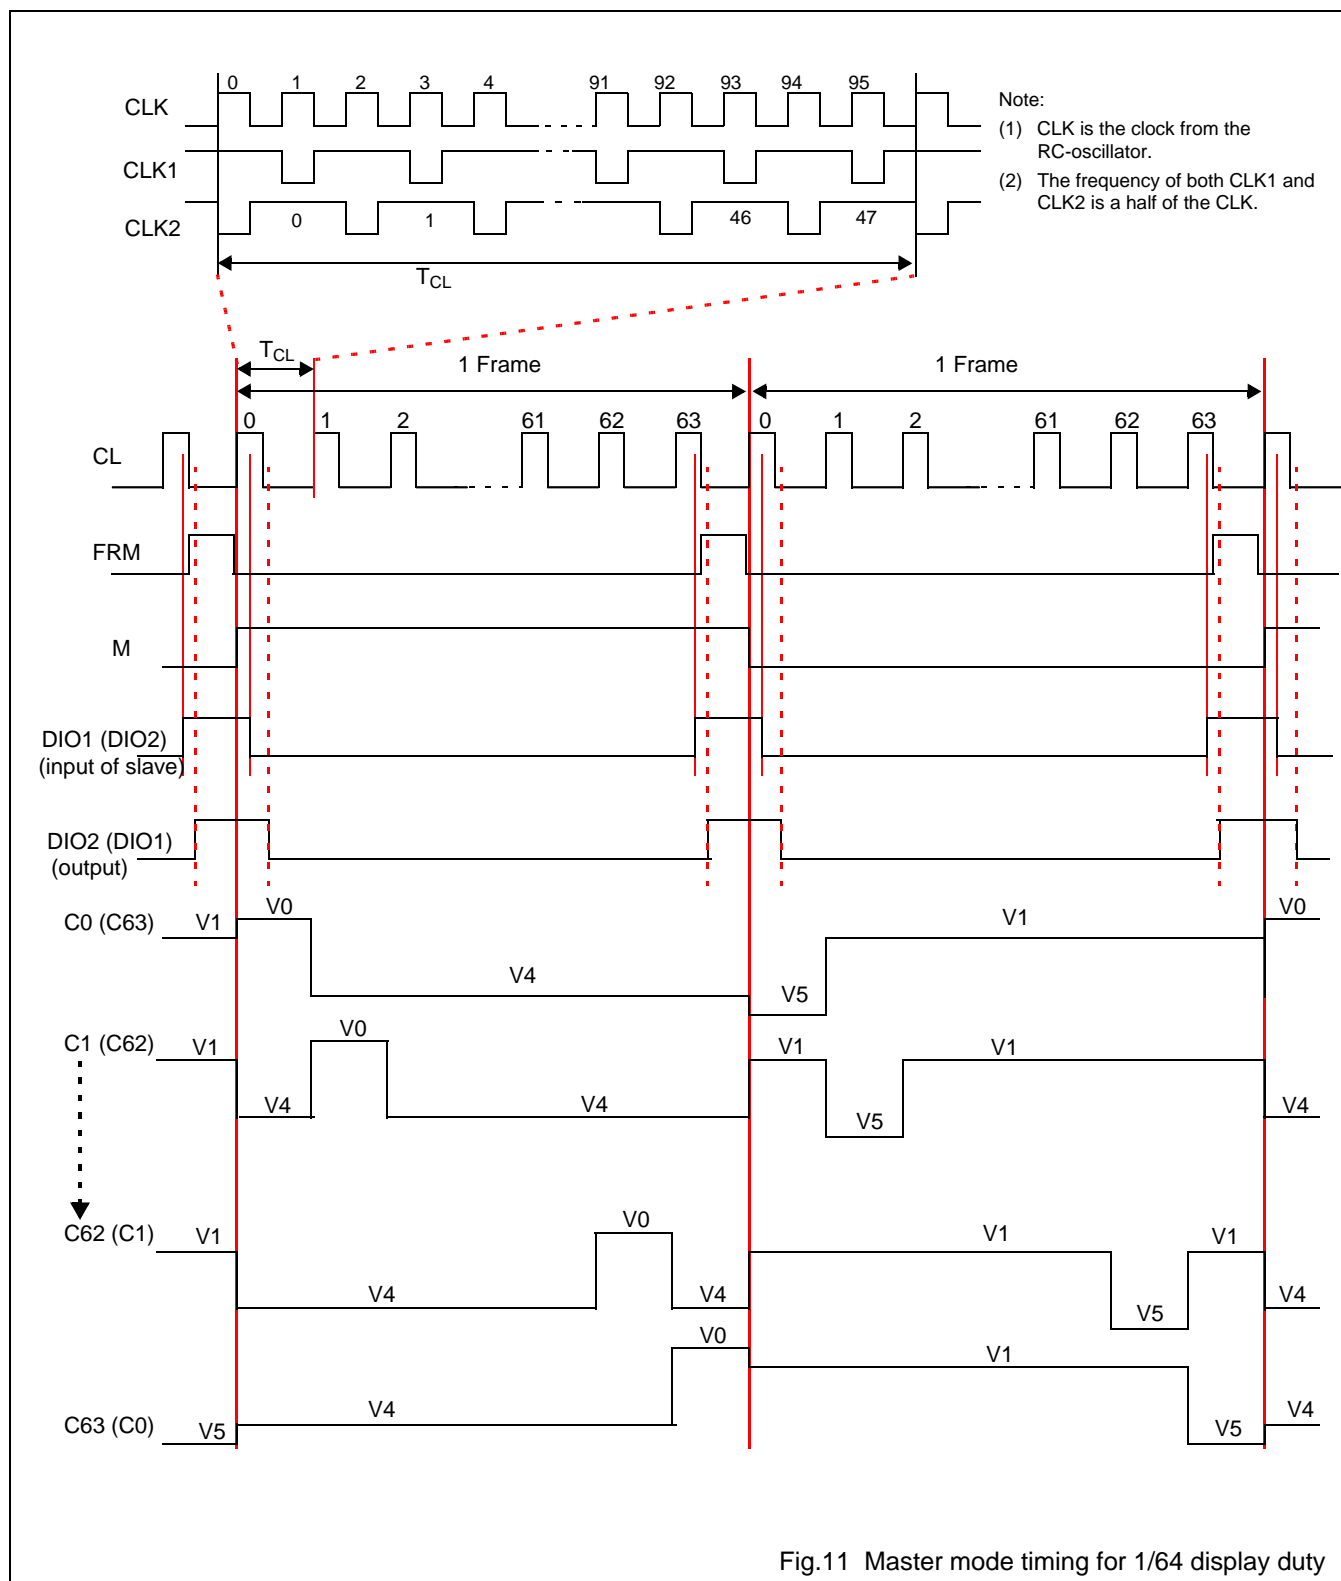 0 1 2 3 4 91 92 93 94 95
CLK
CLK1
CLK2
0 1 46 47
TCL
Note:
(1) CLK is the clock from the
RC-oscillator.
(2) The frequency of both CLK1 and
CLK2 is a half of the CLK.
TCL
1 Frame 1 Frame
0 1 2 61 62 63 0 1 2 61 62 63
CL
FRM
M
DIO1 (DIO2)
(input of slave)
DIO2 (DIO1)
(output)
C0 (C63) V1 V0 V4 V5 V1 V0
C1 (C62) V1 V4 V0 V4 V1 V5 V1 V4
C62 (C1) V1 V4 V0 V4 V1 V5 V1 V4
C63 (C0) V5 V4 V0 V1 V5 V4
Fig.11 Master mode timing for 1/64 display duty